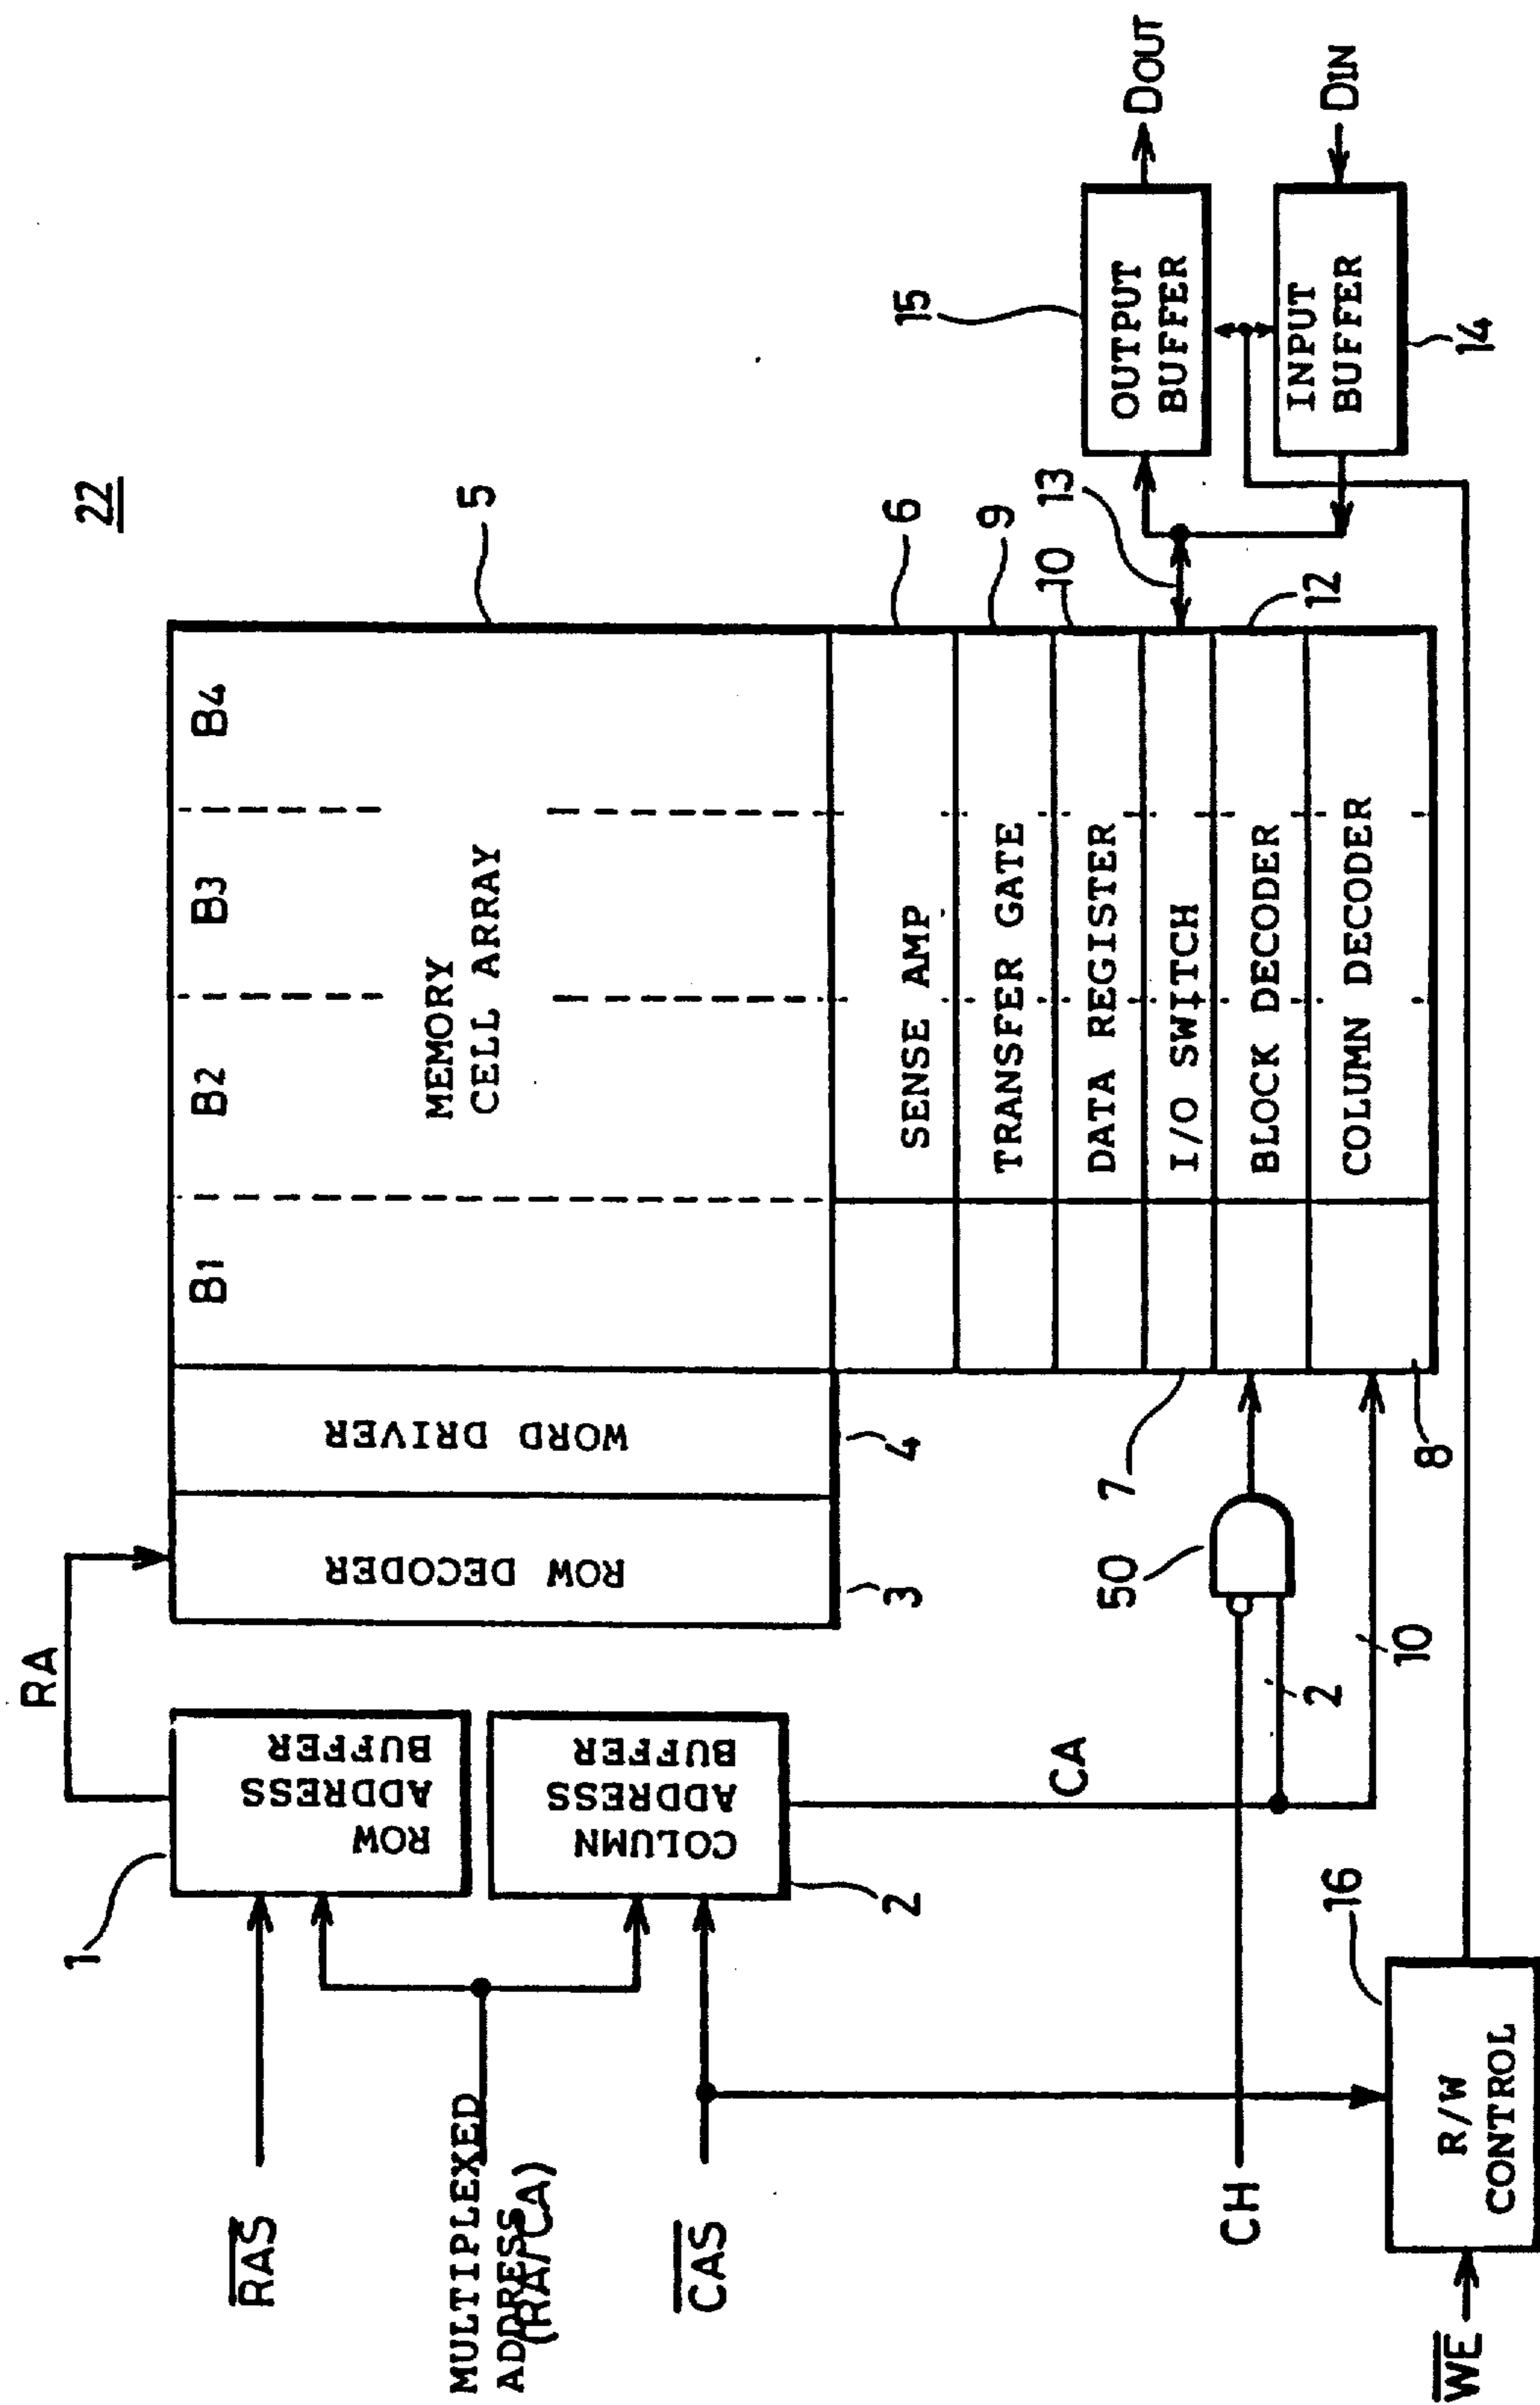 22
RA
1
ROW
ADDRESS
BUFFER
COLUMN
ADDRESS
BUFFER
2
RAS
MULTIPLEXED
ADDRESS
(RA/CA)
CAS
CH
WE
R/W
CONTROL
16
CA
2
10
50
ROW DECODER
3
WORD DRIVER
4
B1
B2
B3
B4
MEMORY
CELL ARRAY
5
SENSE AMP
6
TRANSFER GATE
9
DATA REGISTER
10
I/O SWITCH
7
13
BLOCK DECODER
12
COLUMN DECODER
8
OUTPUT
BUFFER
15
DOUT
INPUT
BUFFER
14
DIN